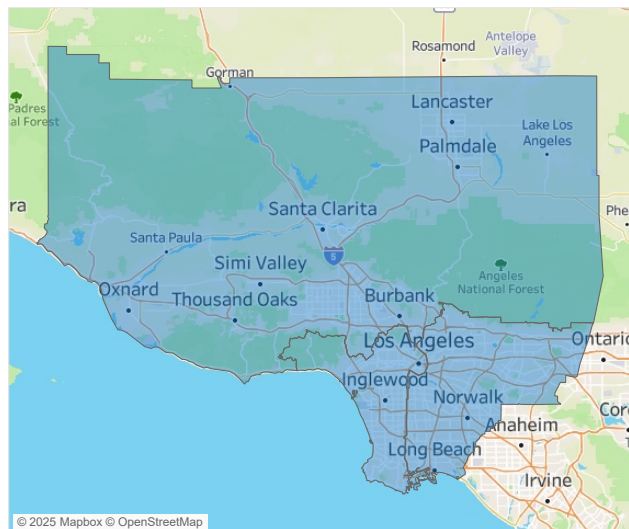 Rosamond
Antelope
Valley
Gorman
Padres
al Forest
Lancaster
Lake Los
Angeles
Palmdale
ra
Santa Clarita
Phe
Santa Paula
5
Simi Valley
Angeles
National Forest
Oxnard
Thousand Oaks
Burbank
Los Angeles
Ontario
Inglewood
Norwalk
Cor
Anaheim
Long Beach
Irvine
© 2025 Mapbox © OpenStreetMap